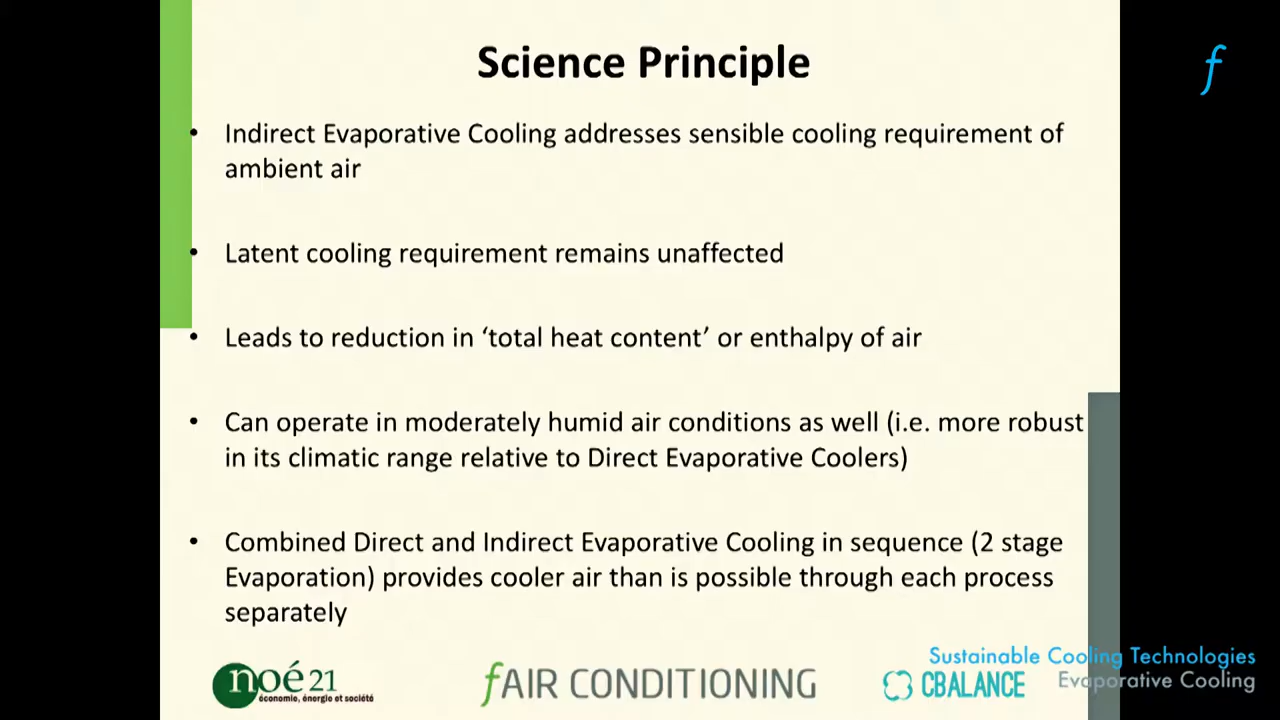 Science Principle
f
• Indirect Evaporative Cooling addresses sensible cooling requirement of
ambient air
• Latent cooling requirement remains unaffected
• Leads to reduction in ‘total heat content’ or enthalpy of air
• Can operate in moderately humid air conditions as well (i.e. more robust
in its climatic range relative to Direct Evaporative Coolers)
• Combined Direct and Indirect Evaporative Cooling in sequence (2 stage
Evaporation) provides cooler air than is possible through each process
separately
noé21
économie, énergie et société
fAIR CONDITIONING
CBALANCE
Sustainable Cooling Technologies
Evaporative Cooling